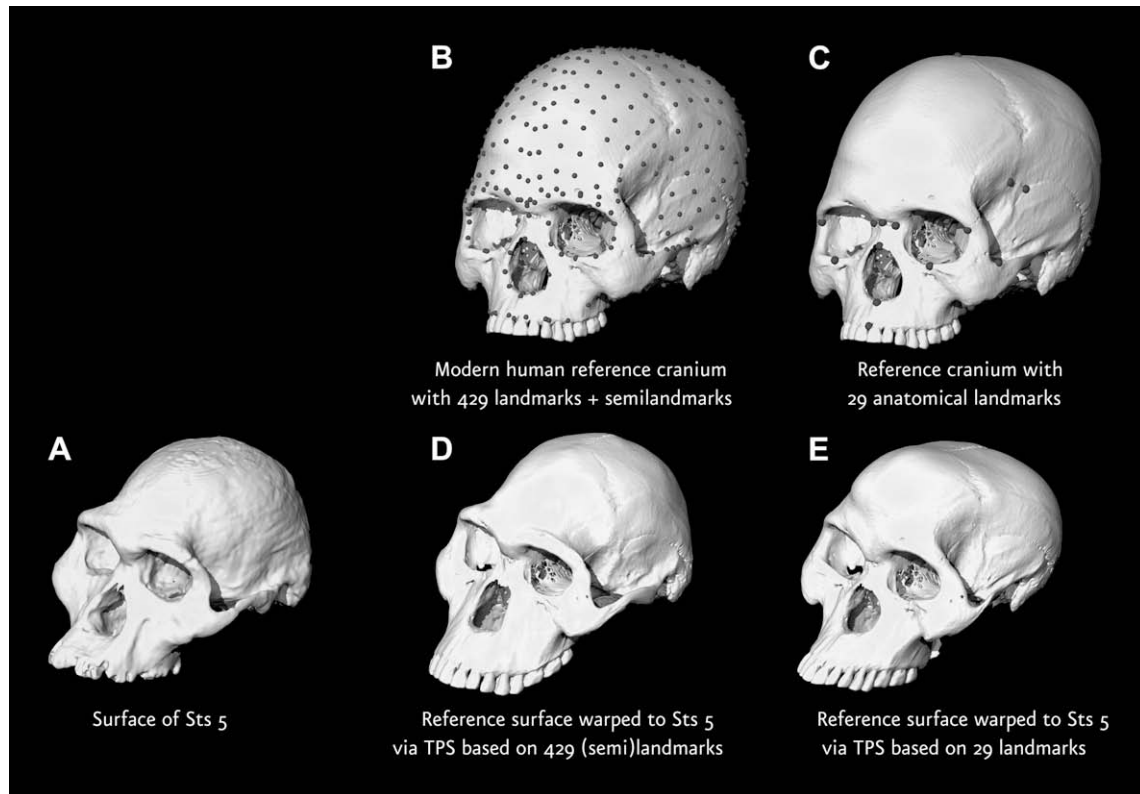 B
C
Modern human reference cranium
with 429 landmarks + semilandmarks
Reference cranium with
29 anatomical landmarks
A
D
E
Surface of Sts 5
Reference surface warped to Sts 5
via TPS based on 429 (semi)landmarks
Reference surface warped to Sts 5
via TPS based on 29 landmarks